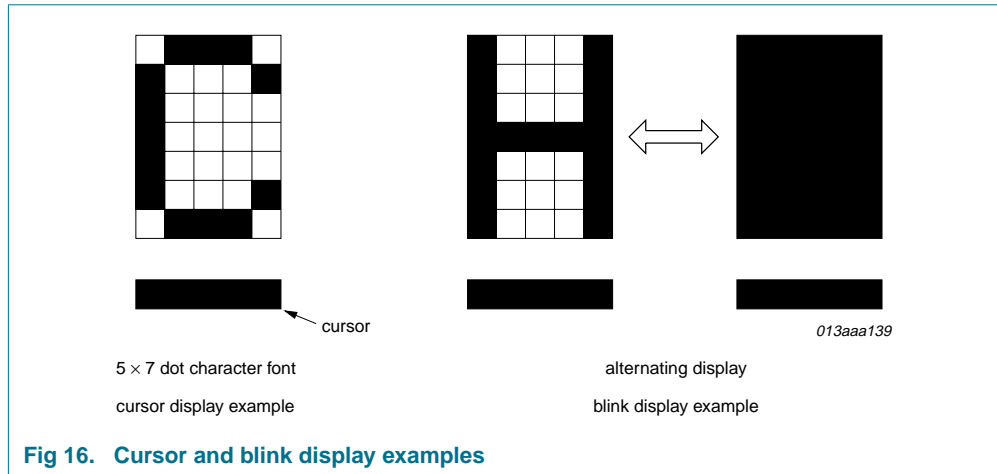 cursor
013aaa139
5 × 7 dot character font
alternating display
cursor display example
blink display example
Fig 16. Cursor and blink display examples